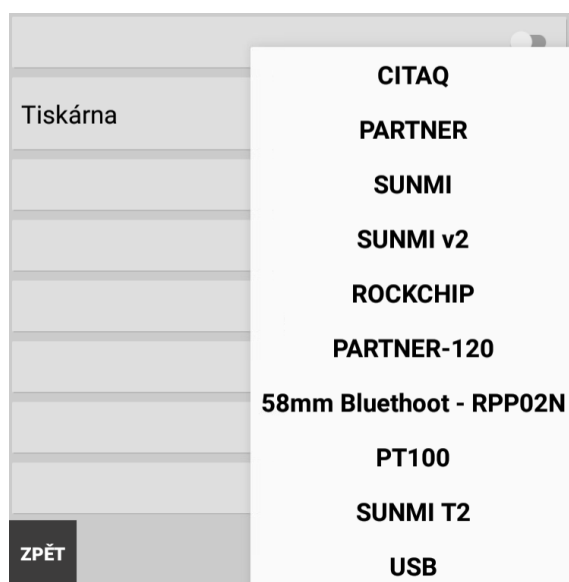 CITAQ
Tiskárna
PARTNER
SUNMI
SUNMI v2
ROCKCHIP
PARTNER-120
58mm Bluethoot - RPP02N
PT100
SUNMI T2
ZPĚT
USB